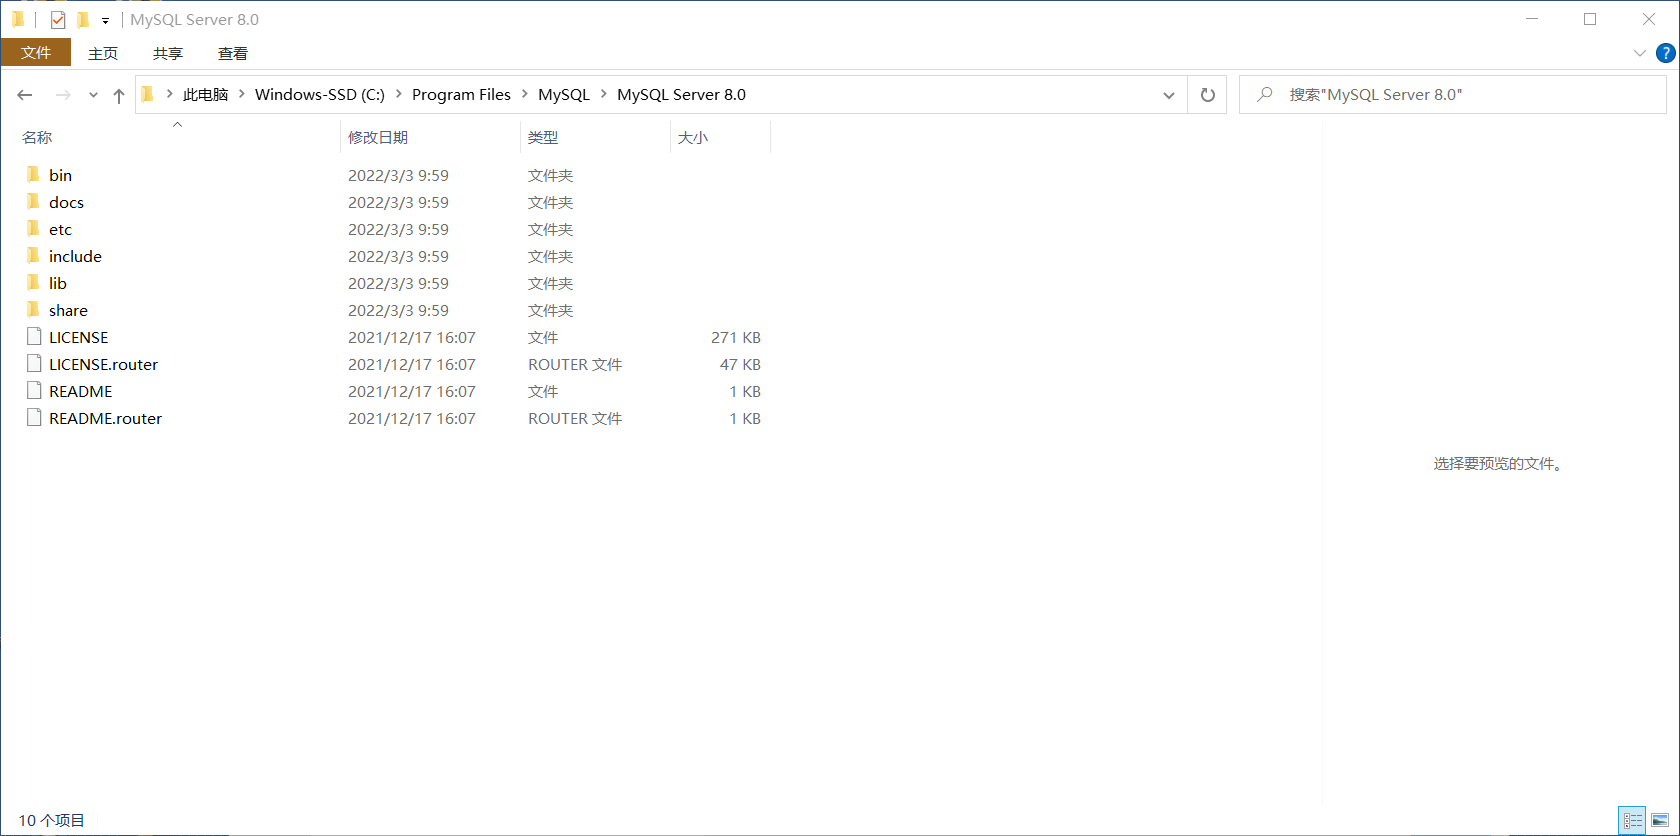 MySQL Server 8.0
文件 主页 共享 查看
此电脑 Windows-SSD (C:) Program Files MySQL MySQL Server 8.0 搜索"MySQL Server 8.0"
名称 修改日期 类型 大小
bin 2022/3/3 9:59 文件夹
docs 2022/3/3 9:59 文件夹
etc 2022/3/3 9:59 文件夹
include 2022/3/3 9:59 文件夹
lib 2022/3/3 9:59 文件夹
share 2022/3/3 9:59 文件夹
LICENSE 2021/12/17 16:07 文件 271 KB
LICENSE.router 2021/12/17 16:07 ROUTER 文件 47 KB
README 2021/12/17 16:07 文件 1 KB
README.router 2021/12/17 16:07 ROUTER 文件 1 KB
选择要预览的文件。
10 个项目